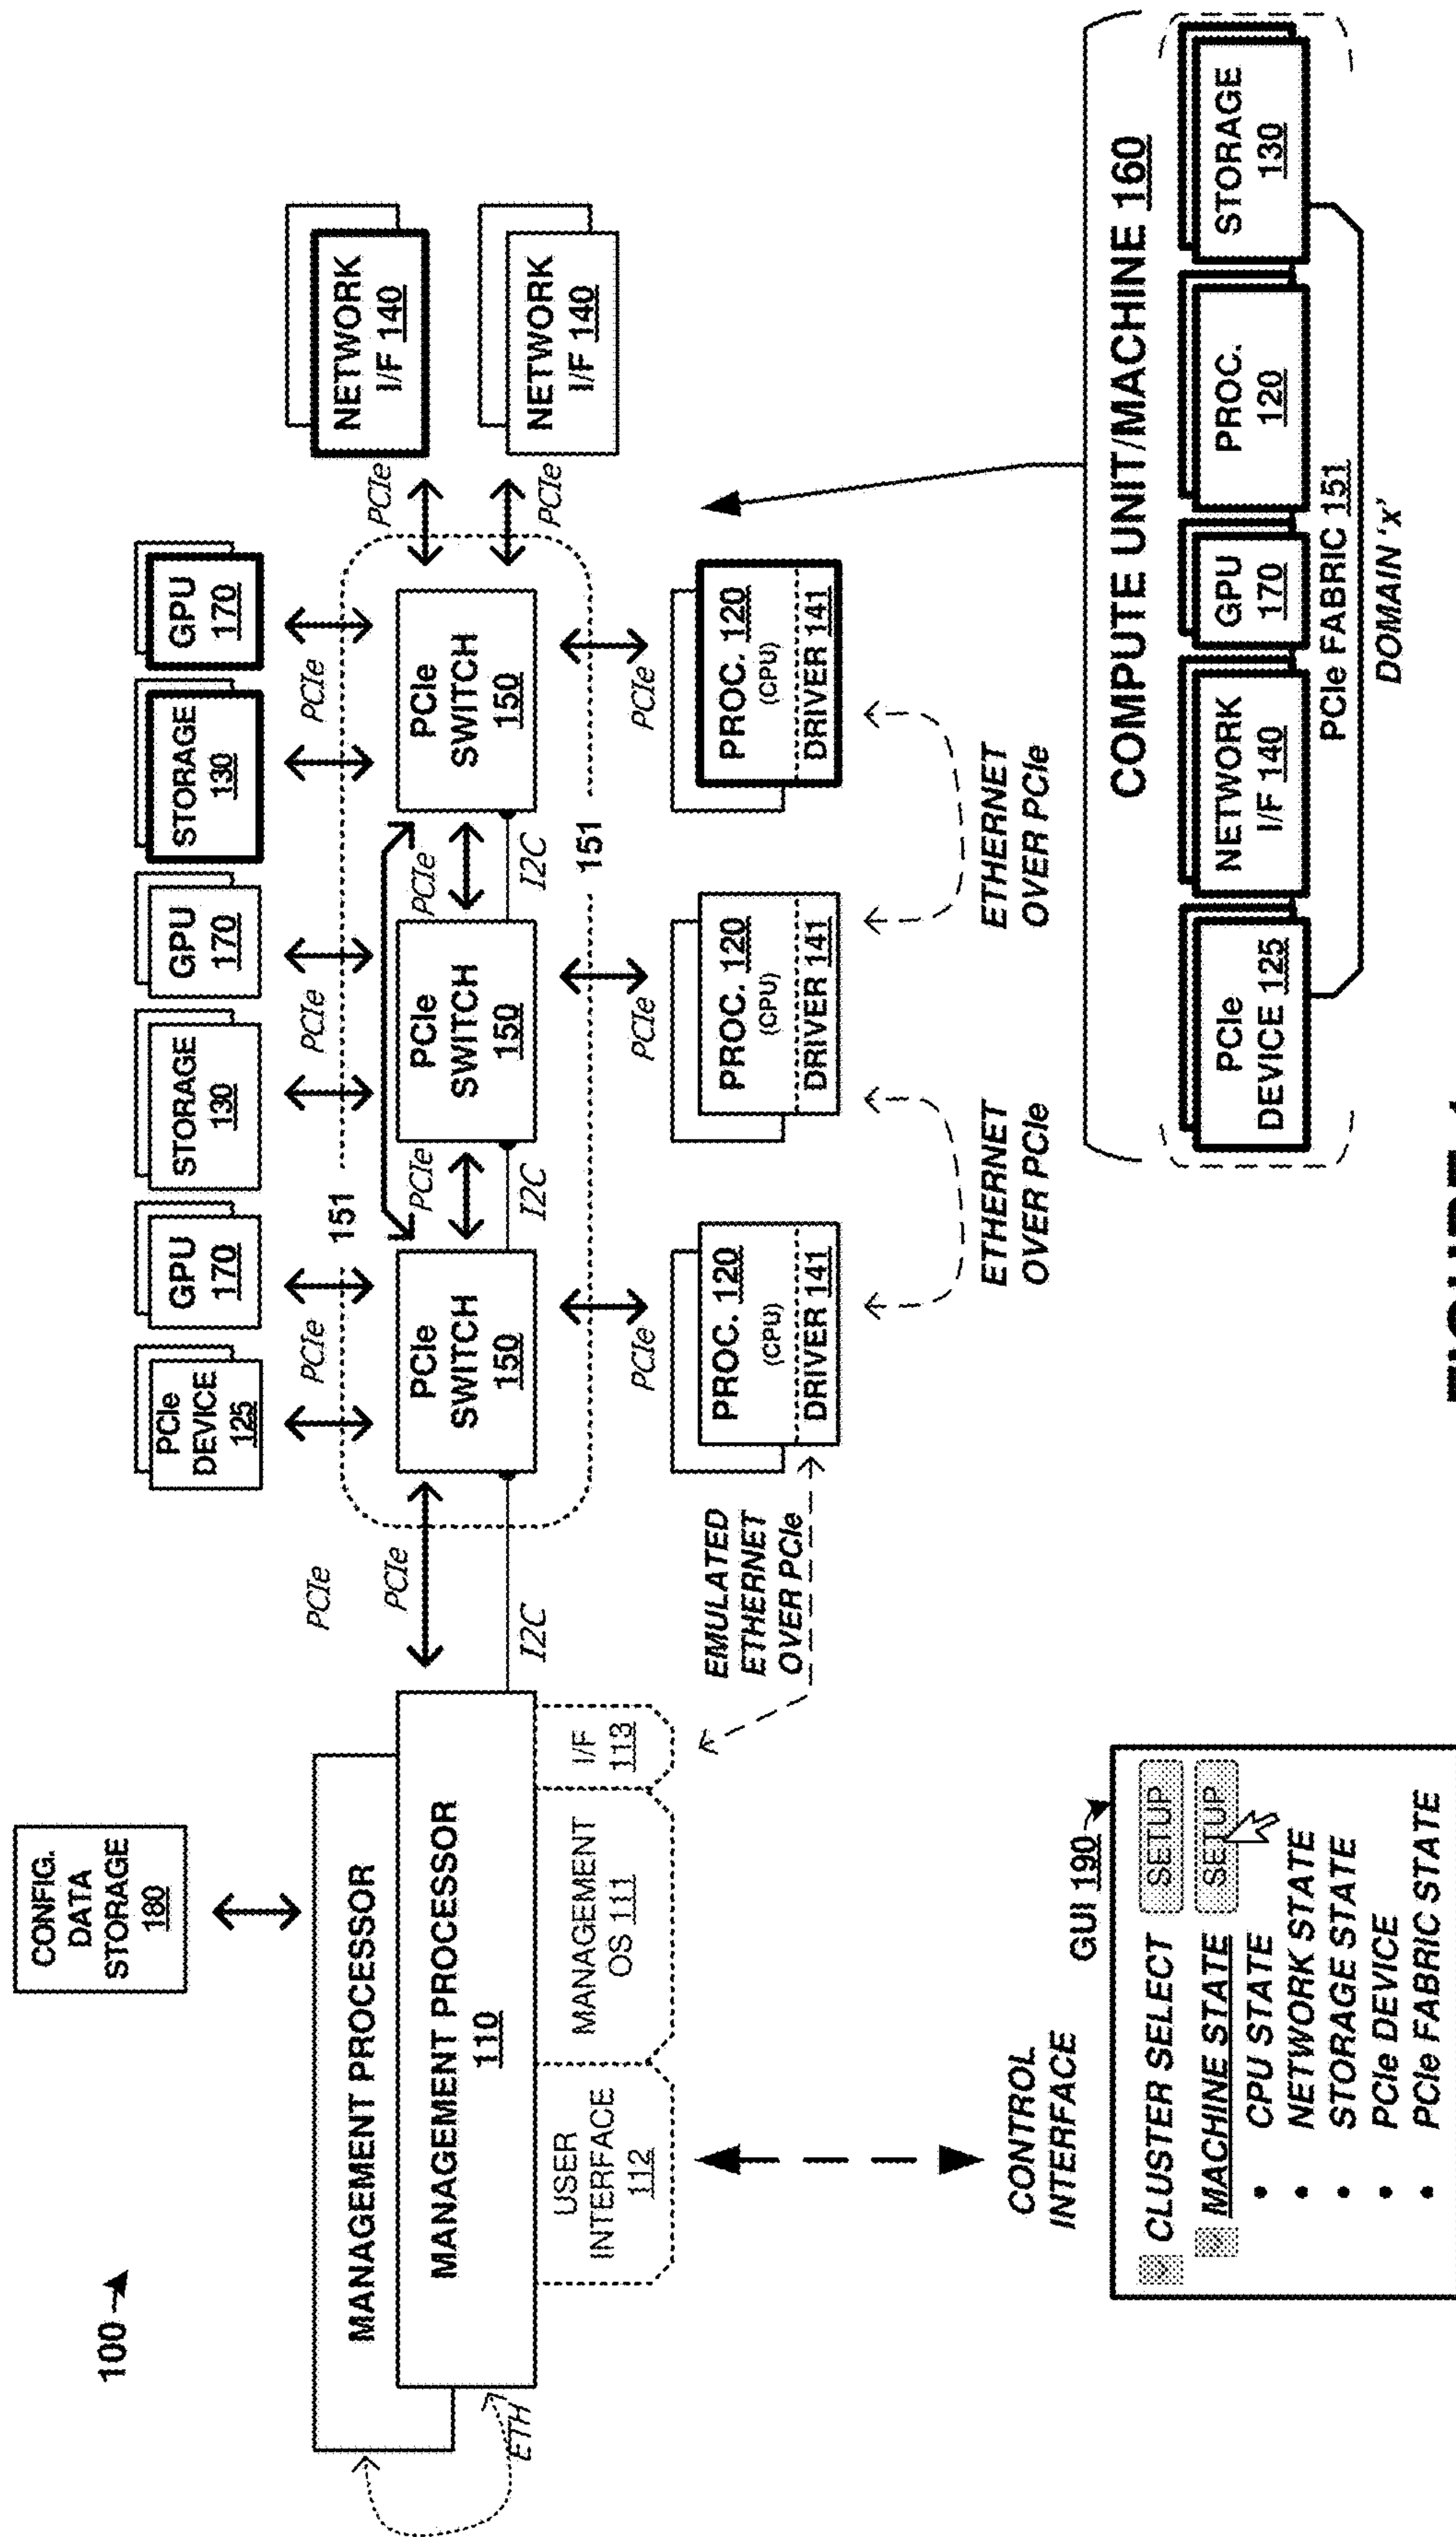 100
CONFIG.
DATA
STORAGE
180
MANAGEMENT PROCESSOR
MANAGEMENT PROCESSOR
110
ETH
USER
INTERFACE
112
MANAGEMENT
OS 111
I/F
113
I2C
PCIe
PCIe
PCIe
DEVICE
125
GPU
170
STORAGE
130
GPU
170
STORAGE
130
GPU
170
PCIe
PCIe
PCIe
151
PCIe
SWITCH
150
PCIe
I2C
PCIe
SWITCH
150
PCIe
I2C
PCIe
SWITCH
150
151
PCIe
PCIe
NETWORK
I/F 140
NETWORK
I/F 140
PCIe
PCIe
PCIe
PROC. 120
(CPU)
DRIVER 141
PROC. 120
(CPU)
DRIVER 141
PROC. 120
(CPU)
DRIVER 141
EMULATED
ETHERNET
OVER PCIe
ETHERNET
OVER PCIe
ETHERNET
OVER PCIe
CONTROL
INTERFACE
GUI 190
CLUSTER SELECT
SETUP
MACHINE STATE
SETUP
• CPU STATE
• NETWORK STATE
• STORAGE STATE
• PCIe DEVICE
• PCIe FABRIC STATE
COMPUTE UNIT/MACHINE 160
PCIe
DEVICE 125
NETWORK
I/F 140
GPU
170
PROC.
120
STORAGE
130
PCIe FABRIC 151
DOMAIN 'x'